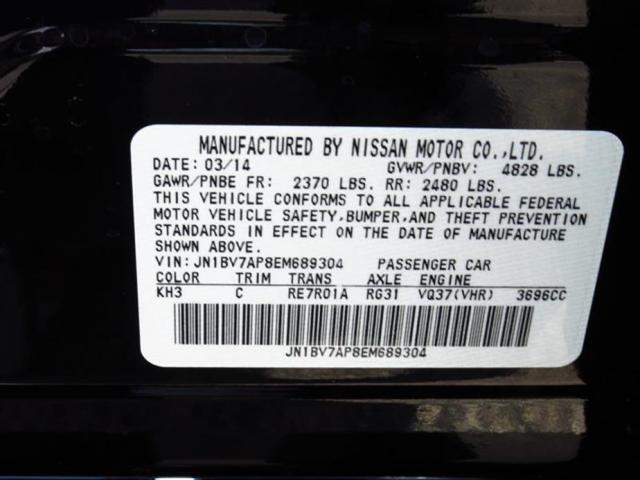 MANUFACTURED BY NISSAN MOTOR CO.,LTD.
DATE: 03/14 GVWR/PNBV: 4828 LBS.
GAWR/PNBE FR: 2370 LBS. RR: 2480 LBS.
THIS VEHICLE CONFORMS TO ALL APPLICABLE FEDERAL
MOTOR VEHICLE SAFETY,BUMPER,AND THEFT PREVENTION
STANDARDS IN EFFECT ON THE DATE OF MANUFACTURE
SHOWN ABOVE.
VIN: JN1BV7AP8EM689304 PASSENGER CAR
COLOR TRIM TRANS AXLE ENGINE
KH3 C RE7R01A RG31 VQ37(VHR) 3696CC
JN1BV7AP8EM689304